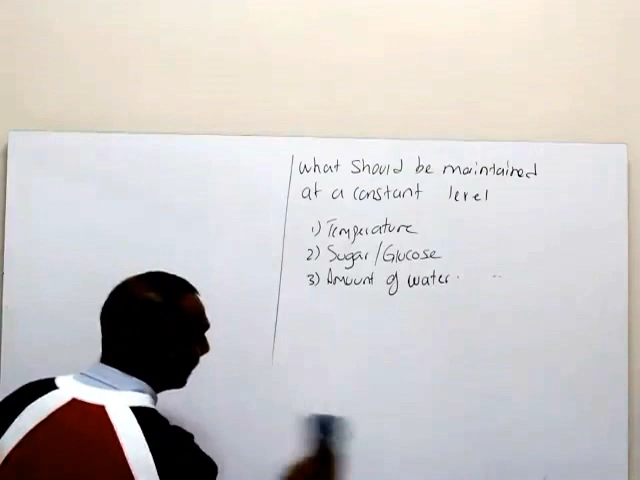 what should be maintained
at a constant level
1) Temperature
2) Sugar/Glucose
3) Amount of water.